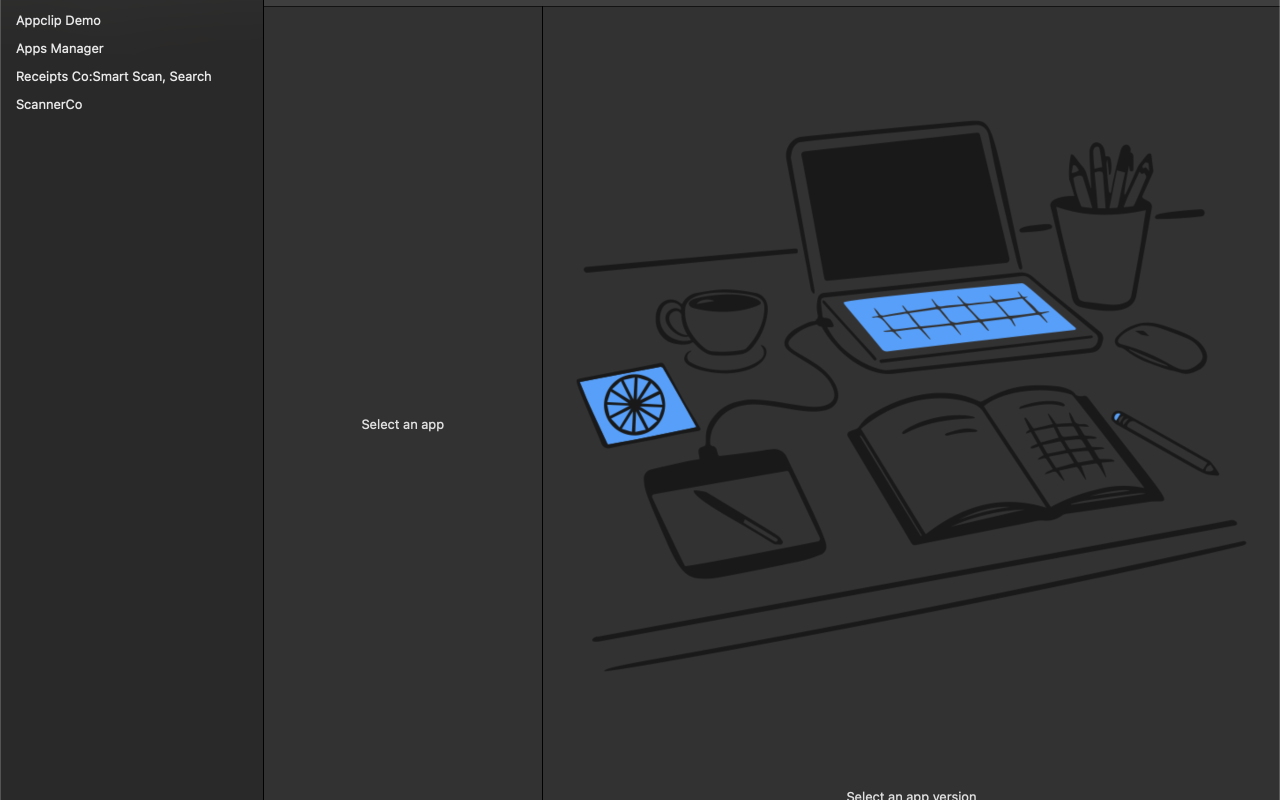 Appclip Demo
Apps Manager
Receipts Co:Smart Scan, Search
ScannerCo
Select an app
Select an app version